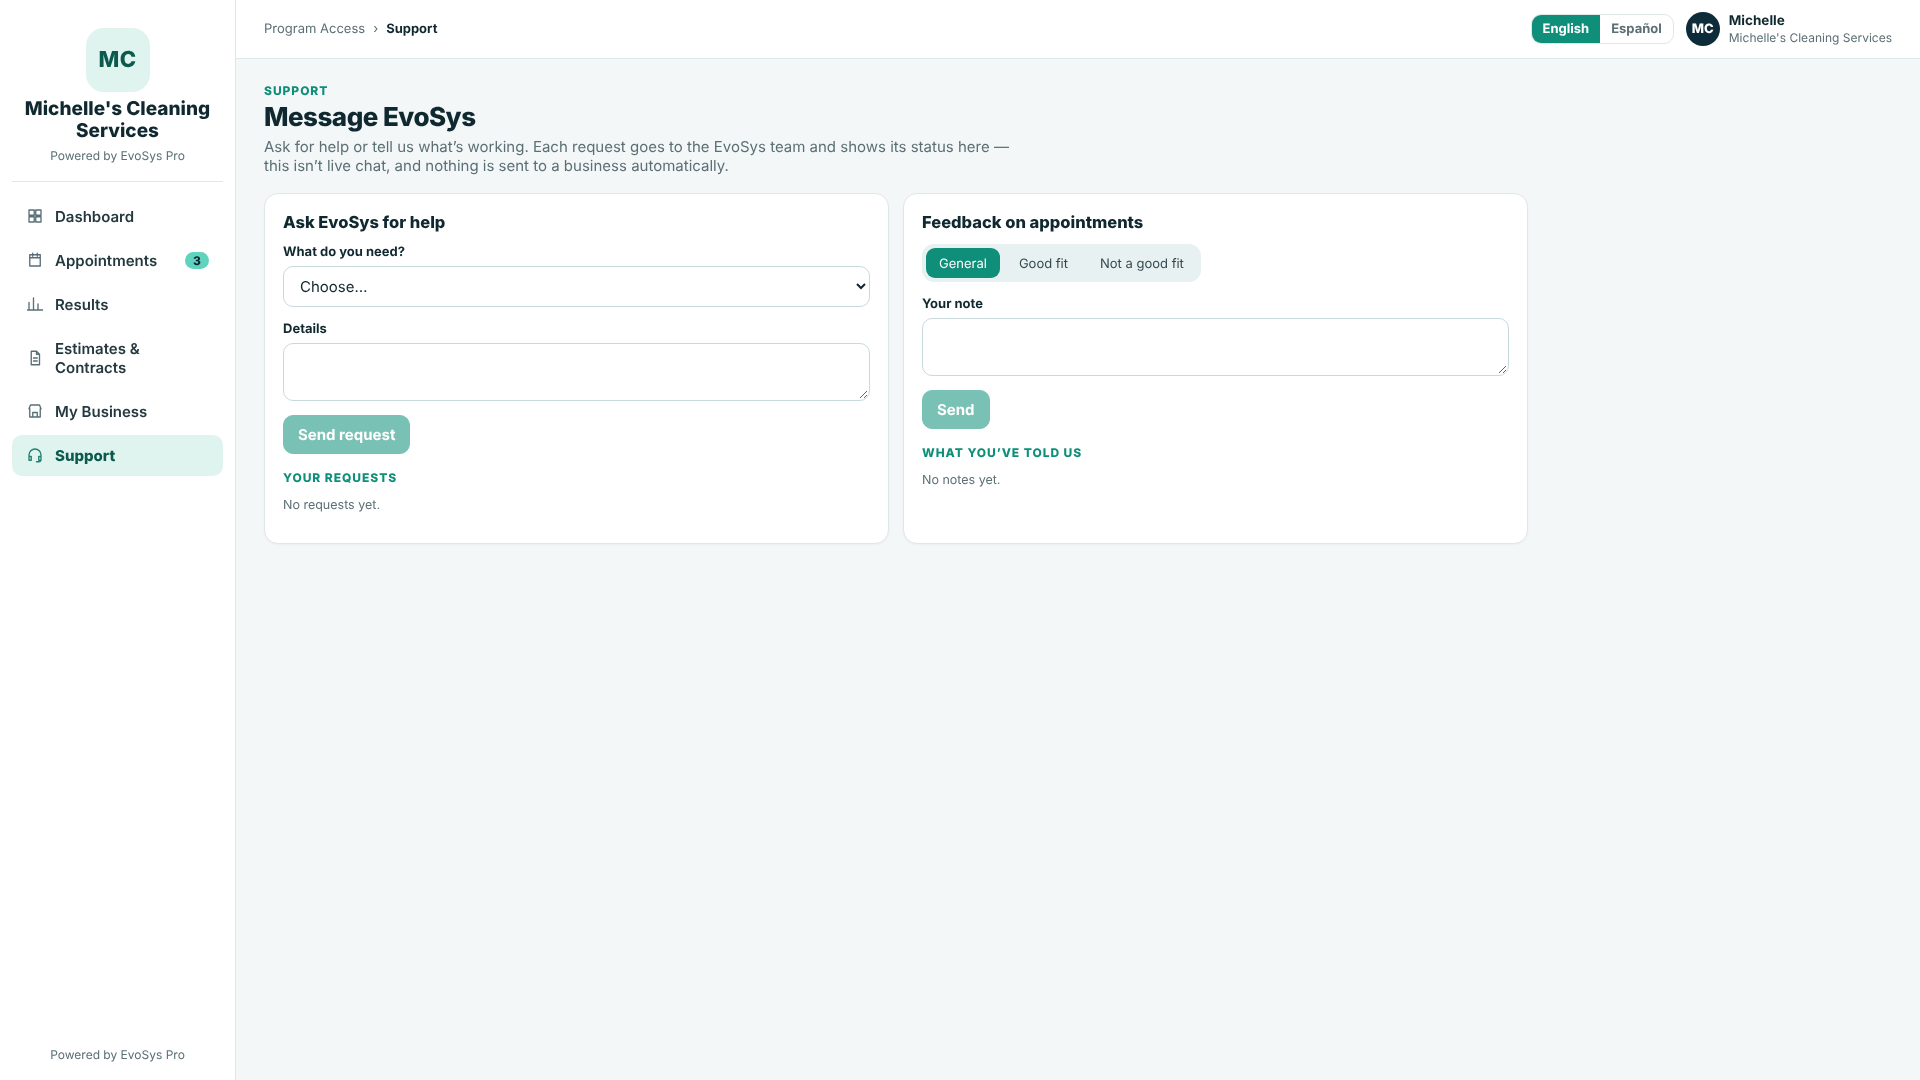 MC
Michelle's Cleaning
Services
Powered by EvoSys Pro
Dashboard
Appointments 3
Results
Estimates &
Contracts
My Business
Support
Powered by EvoSys Pro
Program Access › Support
English Español
MC
Michelle
Michelle's Cleaning Services
SUPPORT
Message EvoSys
Ask for help or tell us what’s working. Each request goes to the EvoSys team and shows its status here —
this isn’t live chat, and nothing is sent to a business automatically.
Ask EvoSys for help
What do you need?
Choose...
Details
Send request
YOUR REQUESTS
No requests yet.
Feedback on appointments
General Good fit Not a good fit
Your note
Send
WHAT YOU’VE TOLD US
No notes yet.